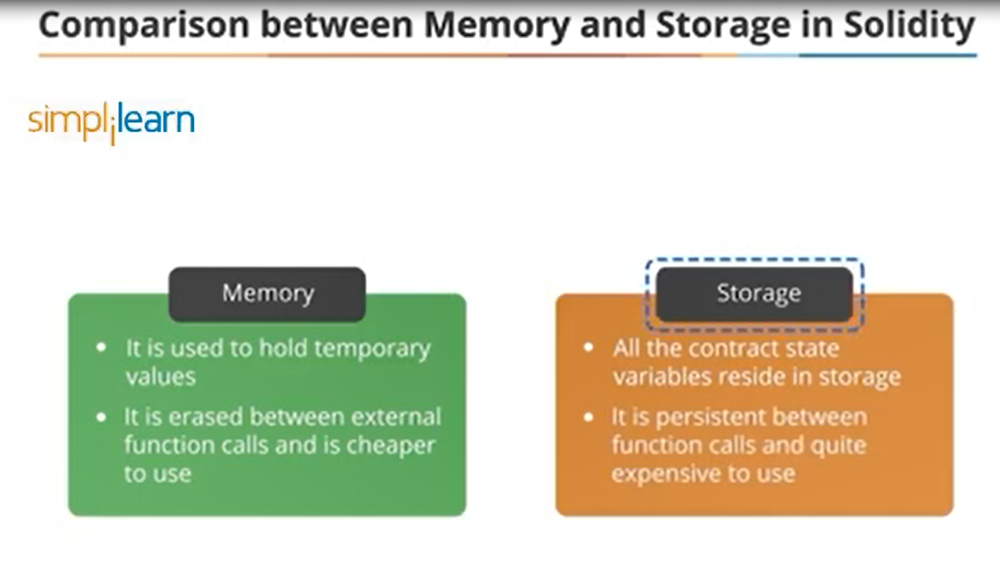 Comparison between Memory and Storage in Solidity
simplilearn
Memory
• It is used to hold temporary
values
• It is erased between external
function calls and is cheaper
to use
Storage
• All the contract state
variables reside in storage
• It is persistent between
function calls and quite
expensive to use